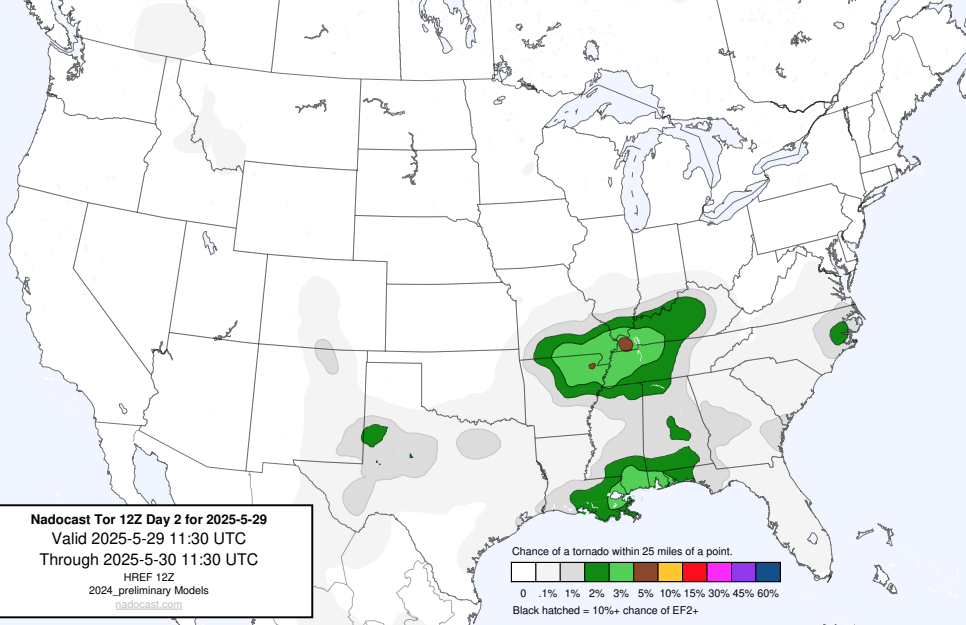 Nadocast Tor 12Z Day 2 for 2025-5-29
Valid 2025-5-29 11:30 UTC
Through 2025-5-30 11:30 UTC
HREF 12Z
2024_preliminary Models
nadocast.com
Chance of a tornado within 25 miles of a point.
0 .1% 1% 2% 3% 5% 10% 15% 30% 45% 60%
Black hatched = 10%+ chance of EF2+